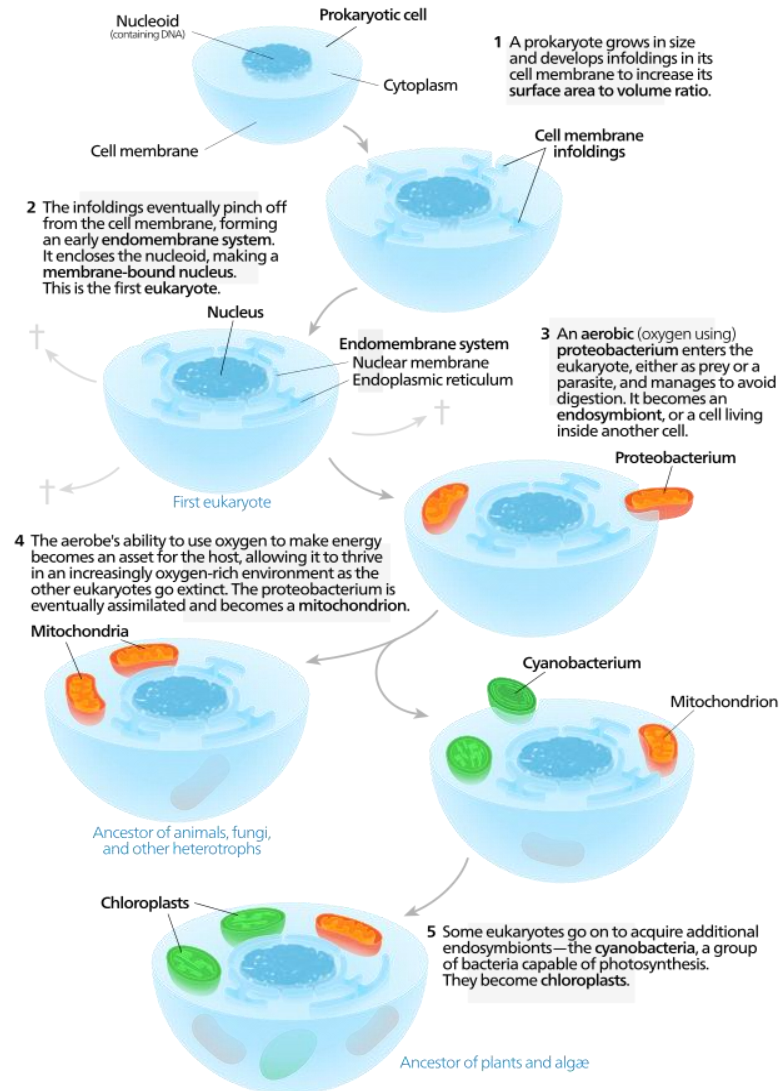 Nucleoid
(containing DNA)
Prokaryotic cell
Cytoplasm
Cell membrane
1 A prokaryote grows in size
and develops infoldings in its
cell membrane to increase its
surface area to volume ratio.
Cell membrane
infoldings
2 The infoldings eventually pinch off
from the cell membrane, forming
an early endomembrane system.
It encloses the nucleoid, making a
membrane-bound nucleus.
This is the first eukaryote.
Nucleus
Endomembrane system
Nuclear membrane
Endoplasmic reticulum
First eukaryote
3 An aerobic (oxygen using)
proteobacterium enters the
eukaryote, either as prey or a
parasite, and manages to avoid
digestion. It becomes an
endosymbiont, or a cell living
inside another cell.
Proteobacterium
4 The aerobe's ability to use oxygen to make energy
becomes an asset for the host, allowing it to thrive
in an increasingly oxygen-rich environment as the
other eukaryotes go extinct. The proteobacterium is
eventually assimilated and becomes a mitochondrion.
Mitochondria
Ancestor of animals, fungi,
and other heterotrophs
Cyanobacterium
Mitochondrion
Chloroplasts
5 Some eukaryotes go on to acquire additional
endosymbionts—the cyanobacteria, a group
of bacteria capable of photosynthesis.
They become chloroplasts.
Ancestor of plants and algæ